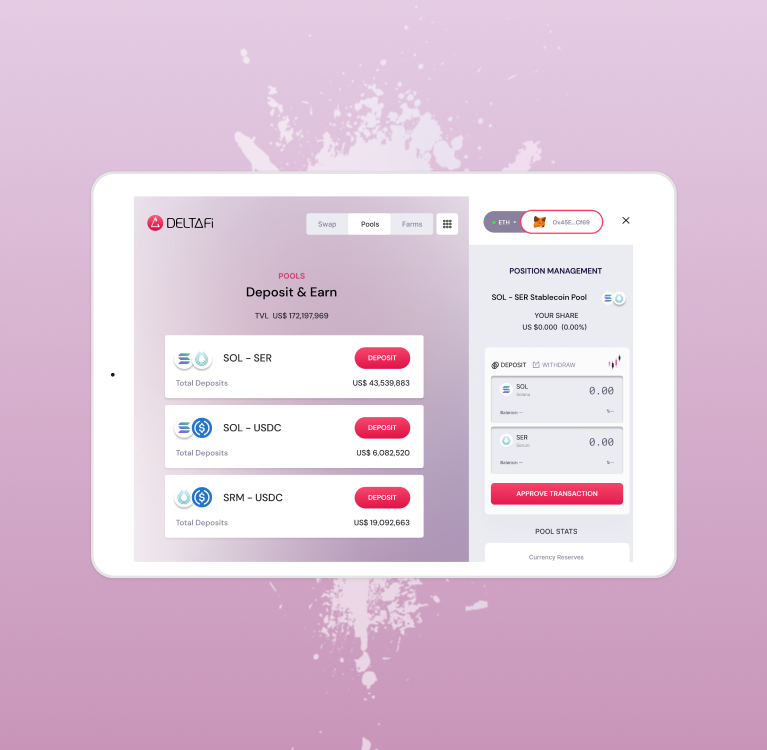 DELTAFi
Swap
Pools
Farms
POOLS
Deposit & Earn
TVL US$ 172,197,969
SOL - SER
DEPOSIT
Total Deposits
US$ 43,539,883
SOL - USDC
DEPOSIT
Total Deposits
US$ 6,082,520
SRM - USDC
DEPOSIT
Total Deposits
US$ 19,092,663
ETH
0x45E...Cf69
POSITION MANAGEMENT
SOL - SER Stablecoin Pool
YOUR SHARE
US $0.000 (0.00%)
DEPOSIT
WITHDRAW
SOL
Solana
0.00
Balance: --
SER
Serum
0.00
Balance: --
APPROVE TRANSACTION
POOL STATS
Currency Reserves